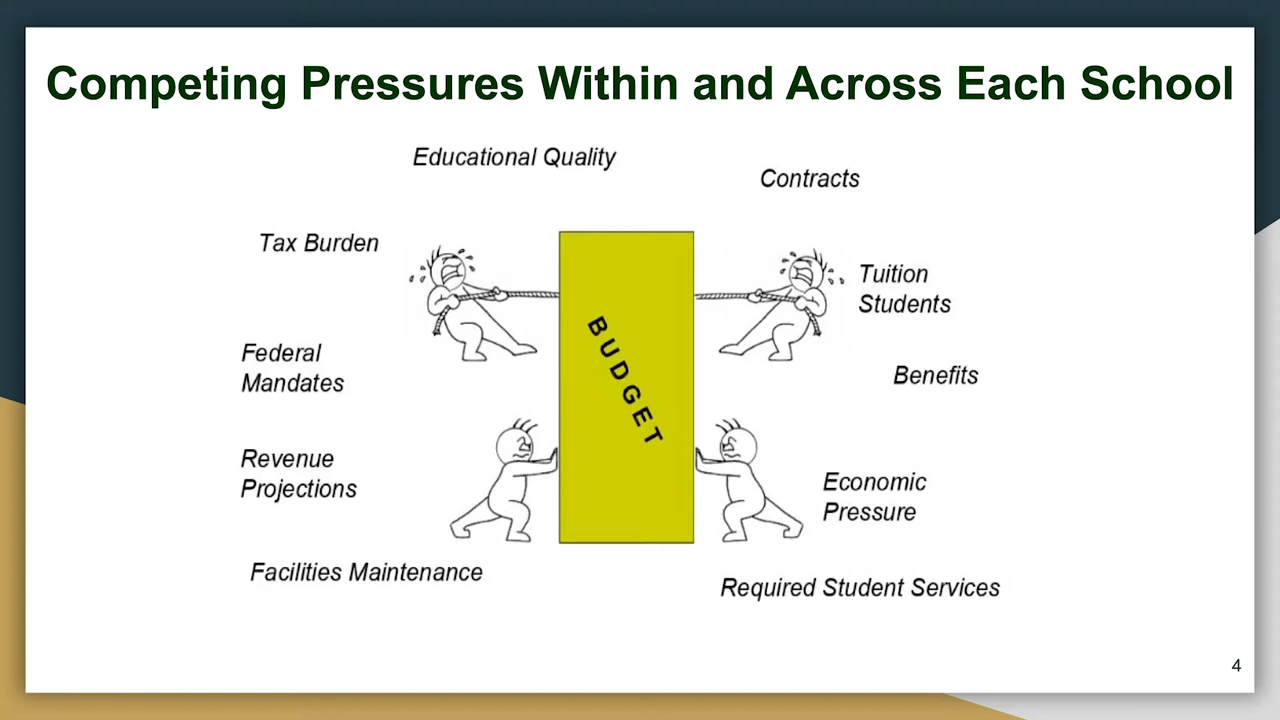 Competing Pressures Within and Across Each School
Educational Quality
Contracts
Tax Burden
Tuition
Students
BUDGET
Federal
Mandates
Benefits
Revenue
Projections
Economic
Pressure
Facilities Maintenance
Required Student Services
4